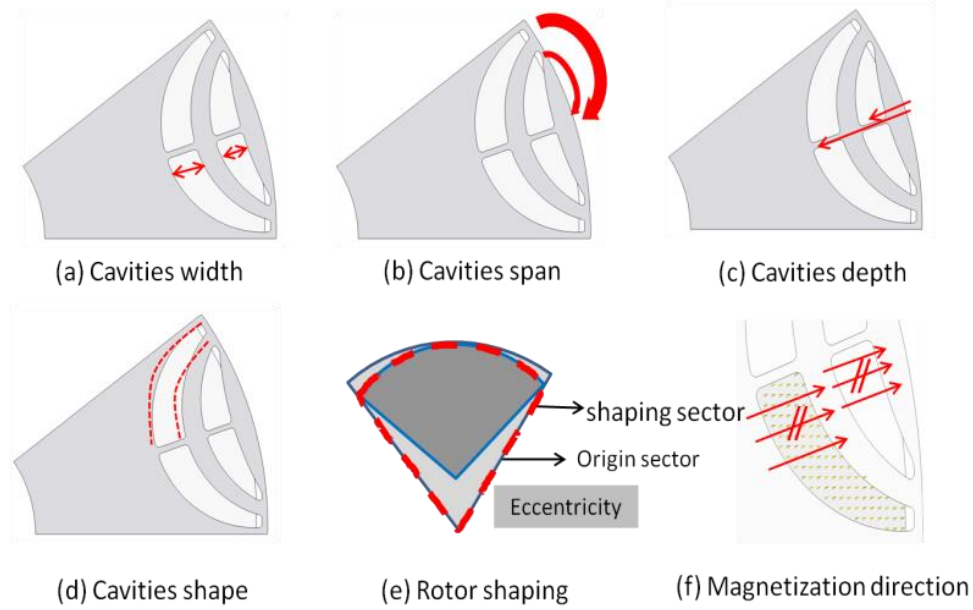 (a) Cavities width
(b) Cavities span
(c) Cavities depth
shaping sector
Origin sector
Eccentricity
(d) Cavities shape
(e) Rotor shaping
(f) Magnetization direction